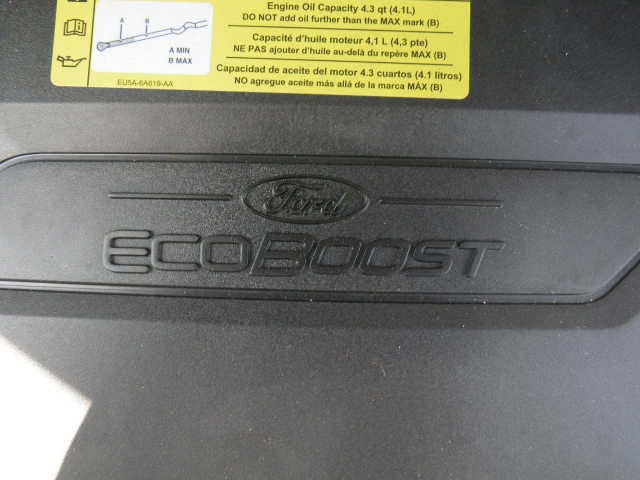 Engine Oil Capacity 4.3 qt (4.1L)
DO NOT add oil further than the MAX mark (B)
A B
A MIN
B MAX
Capacité d'huile moteur 4,1 L (4,3 pte)
NE PAS ajouter d'huile au-delà du repère MAX (B)
Capacidad de aceite del motor 4.3 cuartos (4.1 litros)
NO agregue aceite más allá de la marca MÁX (B)
EU5A-6A619-AA
Ford
ECOBOOST